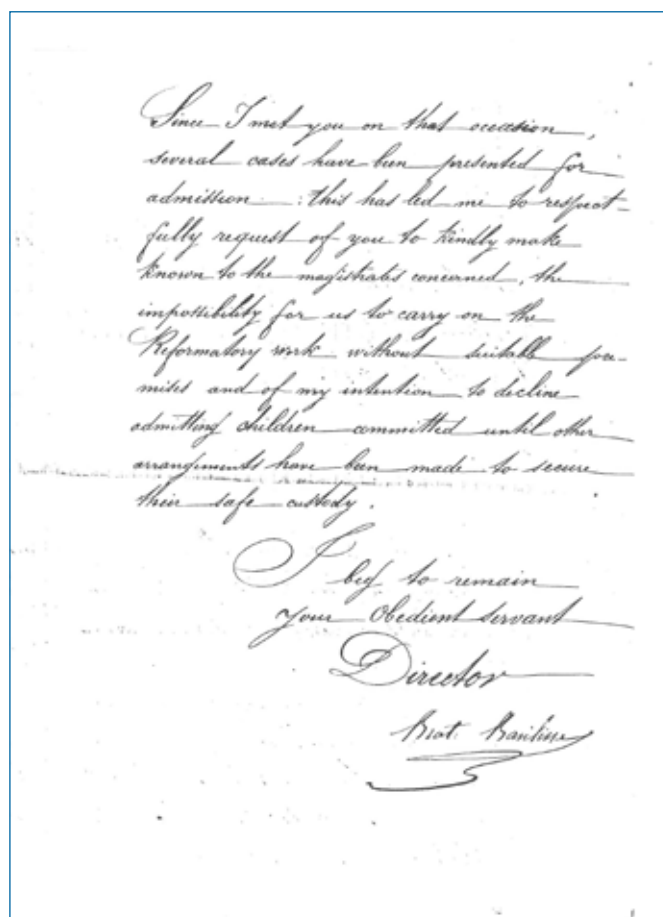 Since I met you on that occasion,
several cases have been presented for
admission : this has led me to respect-
fully request of you to kindly make
known to the magistrates concerned, the
impossibility for us to carry on the
Reformatory work without suitable pre-
mises and of my intention to decline
admitting children committed until other
arrangements have been made to secure
their safe custody.
I beg to remain
your Obedient servant
Director
Brot.